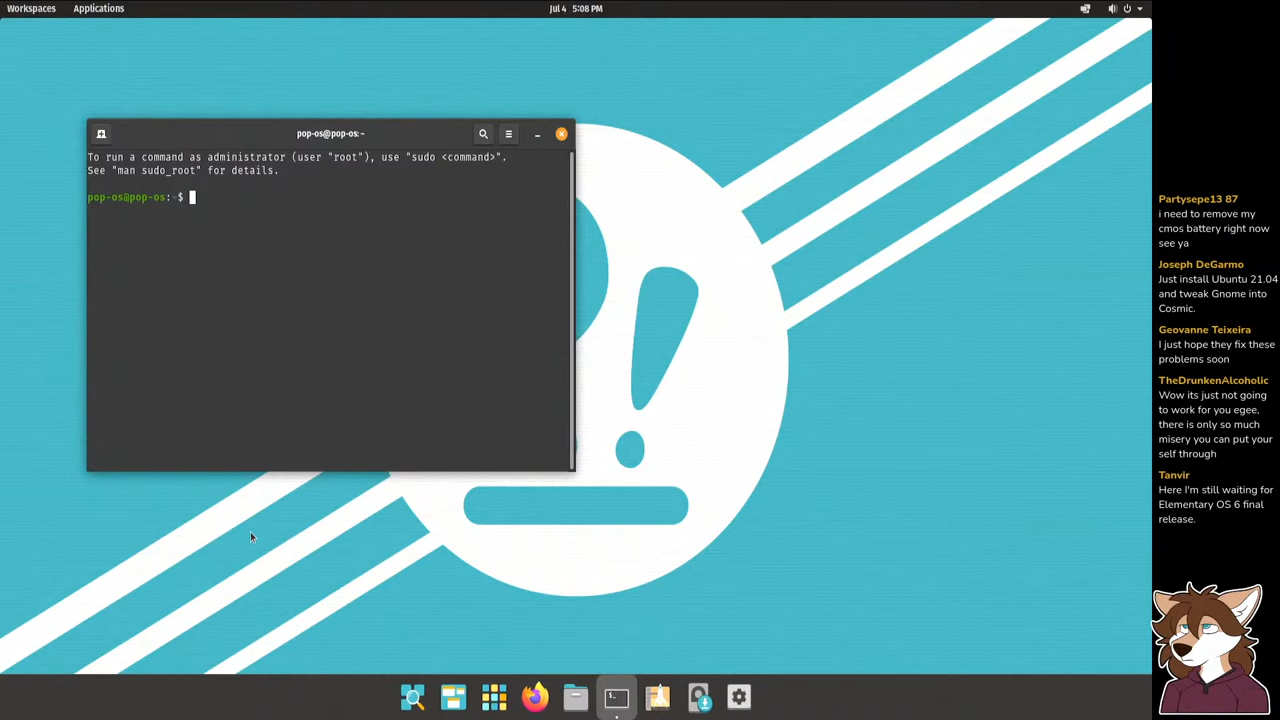 Workspaces
Applications
Jul 4 5:08 PM
pop-os@pop-os: ~
To run a command as administrator (user "root"), use "sudo <command>".
See "man sudo_root" for details.
pop-os@pop-os:~$
Partysepe13 87
i need to remove my
cmos battery right now
see ya
Joseph DeGarmo
Just install Ubuntu 21.04
and tweak Gnome into
Cosmic.
Geovanne Teixeira
I just hope they fix these
problems soon
TheDrunkenAlcoholic
Wow its just not going
to work for you egee,
there is only so much
misery you can put your
self through
Tanvir
Here I'm still waiting for
Elementary OS 6 final
release.